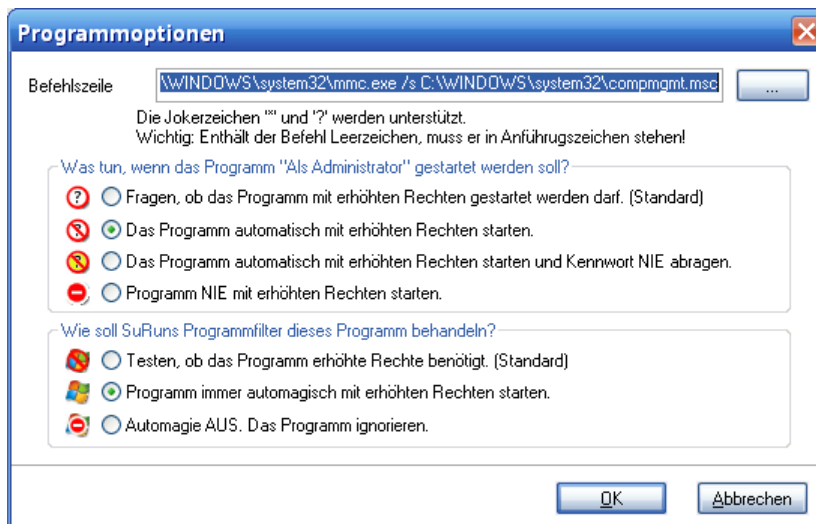 Programmoptionen
Befehlszeile \WINDOWS\system32\mmc.exe /s C:\WINDOWS\system32\compmgmt.msc ...
Die Jokerzeichen '*' und '?' werden unterstützt.
Wichtig: Enthält der Befehl Leerzeichen, muss er in Anführugszeichen stehen!
Was tun, wenn das Programm "Als Administrator" gestartet werden soll?
Fragen, ob das Programm mit erhöhten Rechten gestartet werden darf. (Standard)
Das Programm automatisch mit erhöhten Rechten starten.
Das Programm automatisch mit erhöhten Rechten starten und Kennwort NIE abragen.
Programm NIE mit erhöhten Rechten starten.
Wie soll SuRuns Programmfilter dieses Programm behandeln?
Testen, ob das Programm erhöhte Rechte benötigt. (Standard)
Programm immer automagisch mit erhöhten Rechten starten.
Automagie AUS. Das Programm ignorieren.
OK Abbrechen